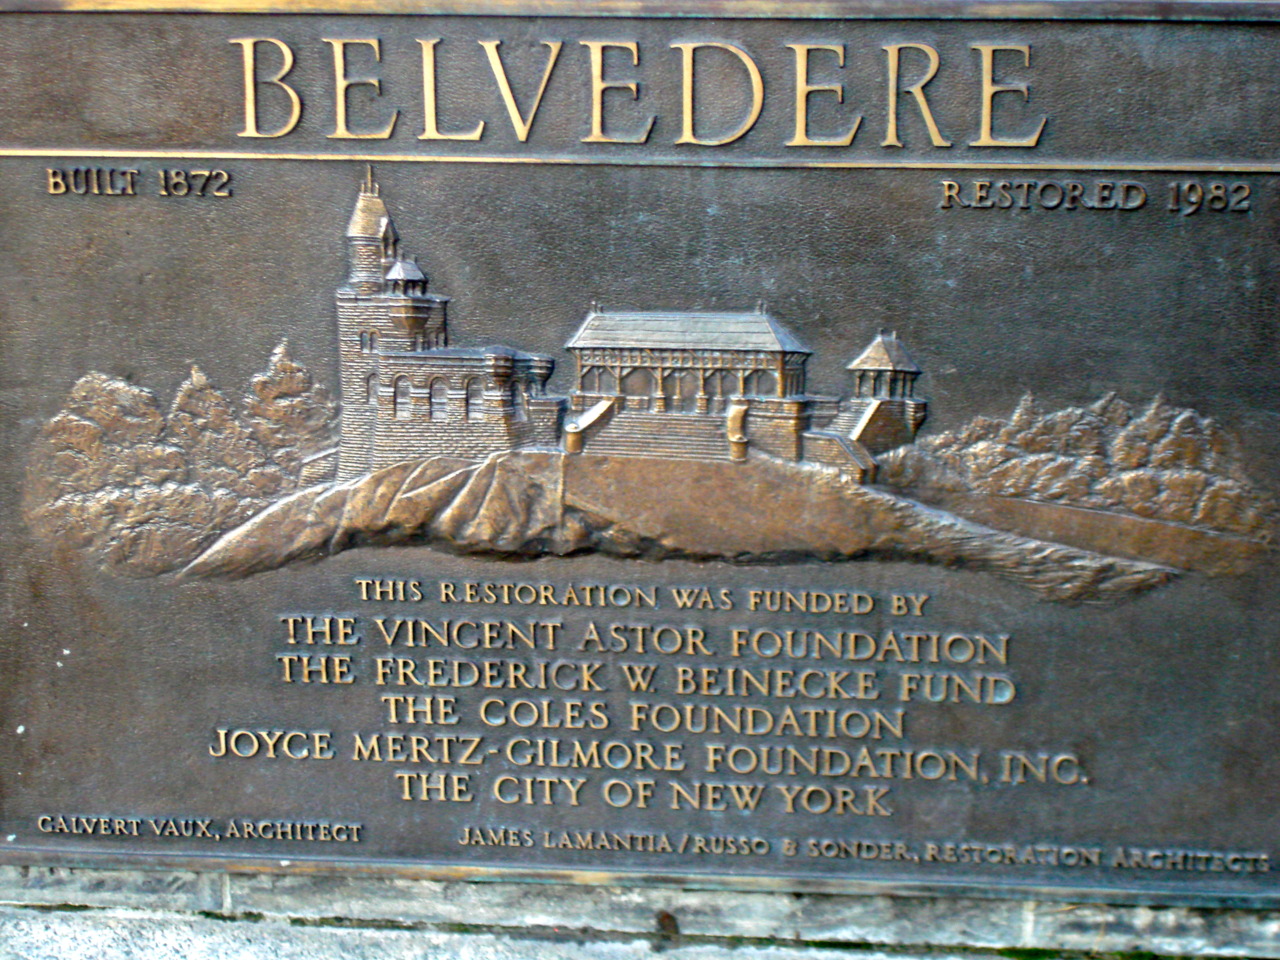 BELVEDERE
BUILT 1872 RESTORED 1982
THIS RESTORATION WAS FUNDED BY
THE VINCENT ASTOR FOUNDATION
THE FREDERICK W. BEINECKE FUND
THE COLES FOUNDATION
JOYCE MERTZ-GILMORE FOUNDATION, INC.
THE CITY OF NEW YORK
CALVERT VAUX, ARCHITECT JAMES LAMANTIA/RUSSO & SONDER, RESTORATION ARCHITECTS